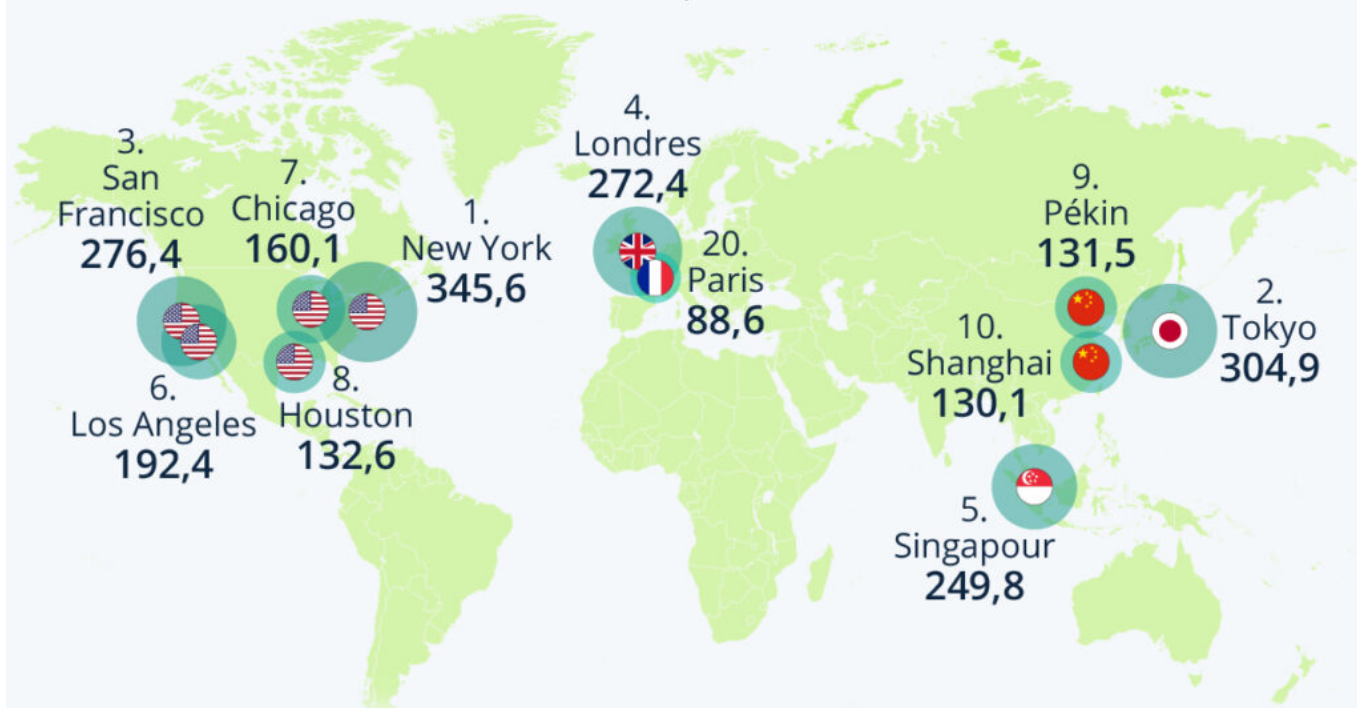 3.
San
Francisco
276,4
7.
Chicago
160,1
1.
New York
345,6
6.
Los Angeles
192,4
8.
Houston
132,6
4.
Londres
272,4
20.
Paris
88,6
9.
Pékin
131,5
2.
Tokyo
304,9
10.
Shanghai
130,1
5.
Singapour
249,8